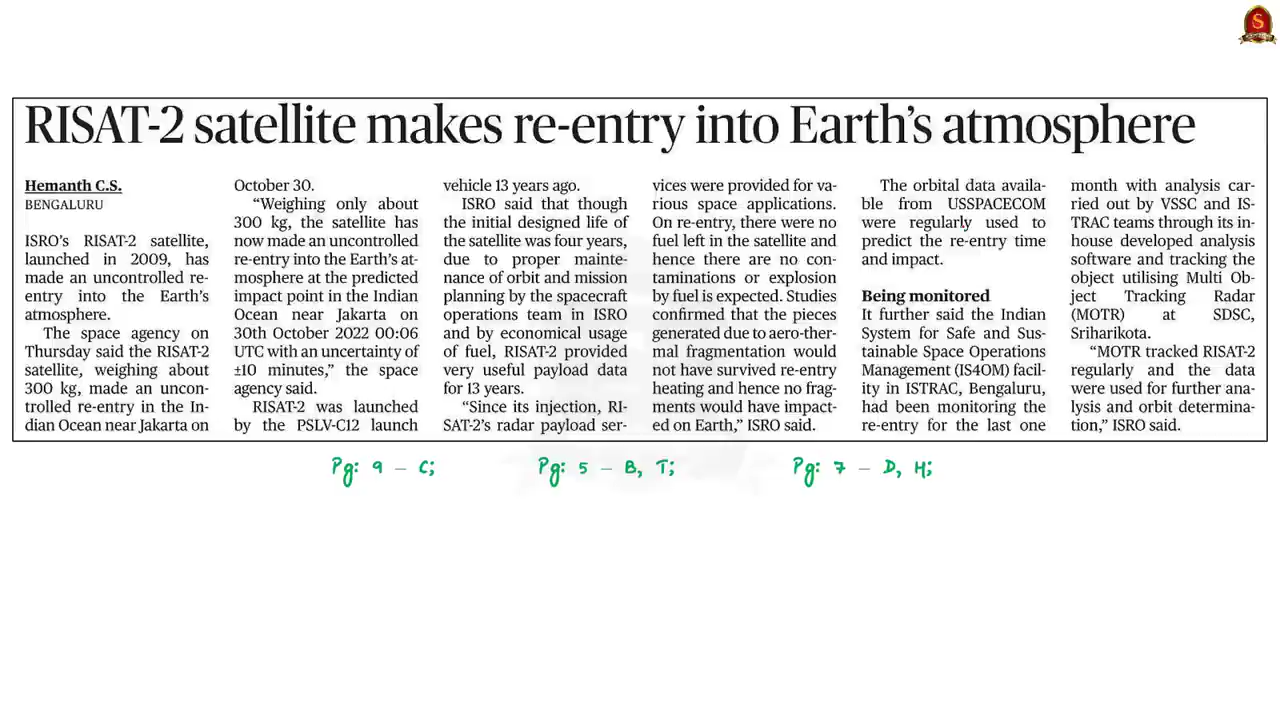 RISAT-2 satellite makes re-entry into Earth's atmosphere
Hemanth C.S.
BENGALURU
ISRO's RISAT-2 satellite,
launched in 2009, has
made an uncontrolled re-
entry into the Earth's
atmosphere.
The space agency on
Thursday said the RISAT-2
satellite, weighing about
300 kg, made an uncon-
trolled re-entry in the In-
dian Ocean near Jakarta on
October 30.
"Weighing only about
300 kg, the satellite has
now made an uncontrolled
re-entry into the Earth's at-
mosphere at the predicted
impact point in the Indian
Ocean near Jakarta on
30th October 2022 00:06
UTC with an uncertainty of
±10 minutes," the space
agency said.
RISAT-2 was launched
by the PSLV-C12 launch
vehicle 13 years ago.
ISRO said that though
the initial designed life of
the satellite was four years,
due to proper mainte-
nance of orbit and mission
planning by the spacecraft
operations team in ISRO
and by economical usage
of fuel, RISAT-2 provided
very useful payload data
for 13 years.
"Since its injection, RI-
SAT-2's radar payload ser-
vices were provided for va-
rious space applications.
On re-entry, there were no
fuel left in the satellite and
hence there are no con-
taminations or explosion
by fuel is expected. Studies
confirmed that the pieces
generated due to aero-ther-
mal fragmentation would
not have survived re-entry
heating and hence no frag-
ments would have impact-
ed on Earth," ISRO said.
The orbital data availa-
ble from USSPACECOM
were regularly used to
predict the re-entry time
and impact.
Being monitored
It further said the Indian
System for Safe and Sus-
tainable Space Operations
Management (IS4OM) facil-
ity in ISTRAC, Bengaluru,
had been monitoring the
re-entry for the last one
month with analysis car-
ried out by VSSC and IS-
TRAC teams through its in-
house developed analysis
software and tracking the
object utilising Multi Ob-
ject Tracking Radar
(MOTR) at SDSC,
Sriharikota.
"MOTR tracked RISAT-2
regularly and the data
were used for further ana-
lysis and orbit determina-
tion," ISRO said.
Pg: 9 – C; Pg: 5 – B, T; Pg: 7 – D, H;